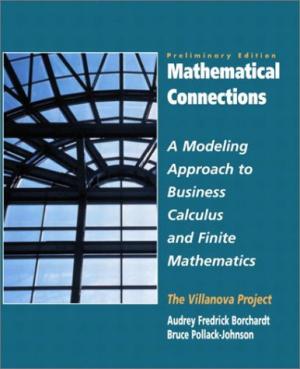 Preliminary Edition
Mathematical
Connections
A Modeling
Approach to
Business
Calculus
and Finite
Mathematics
The Villanova Project
Audrey Fredrick Borchardt
Bruce Pollack-Johnson